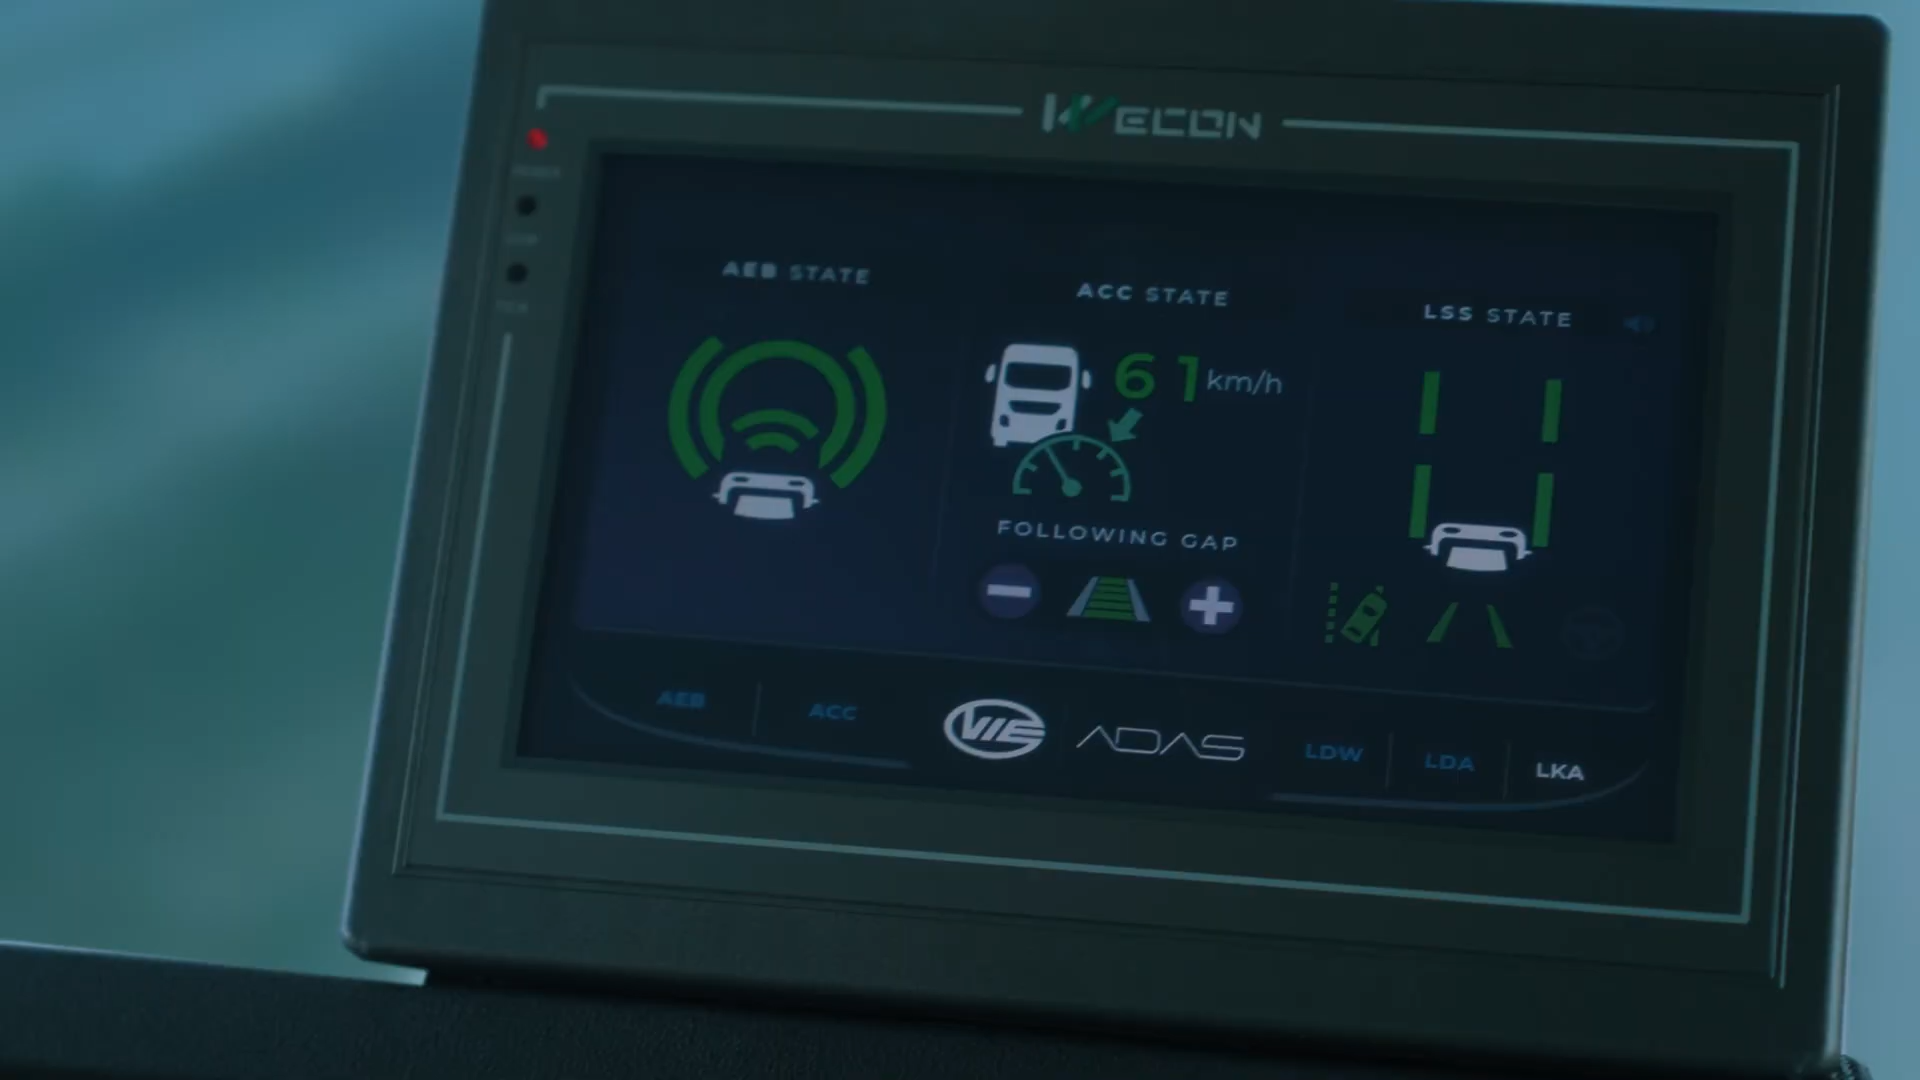 WECON
AEB STATE
ACC STATE
LSS STATE
61 km/h
FOLLOWING GAP
AEB
ACC
VIE
ADAS
LDW
LDA
LKA